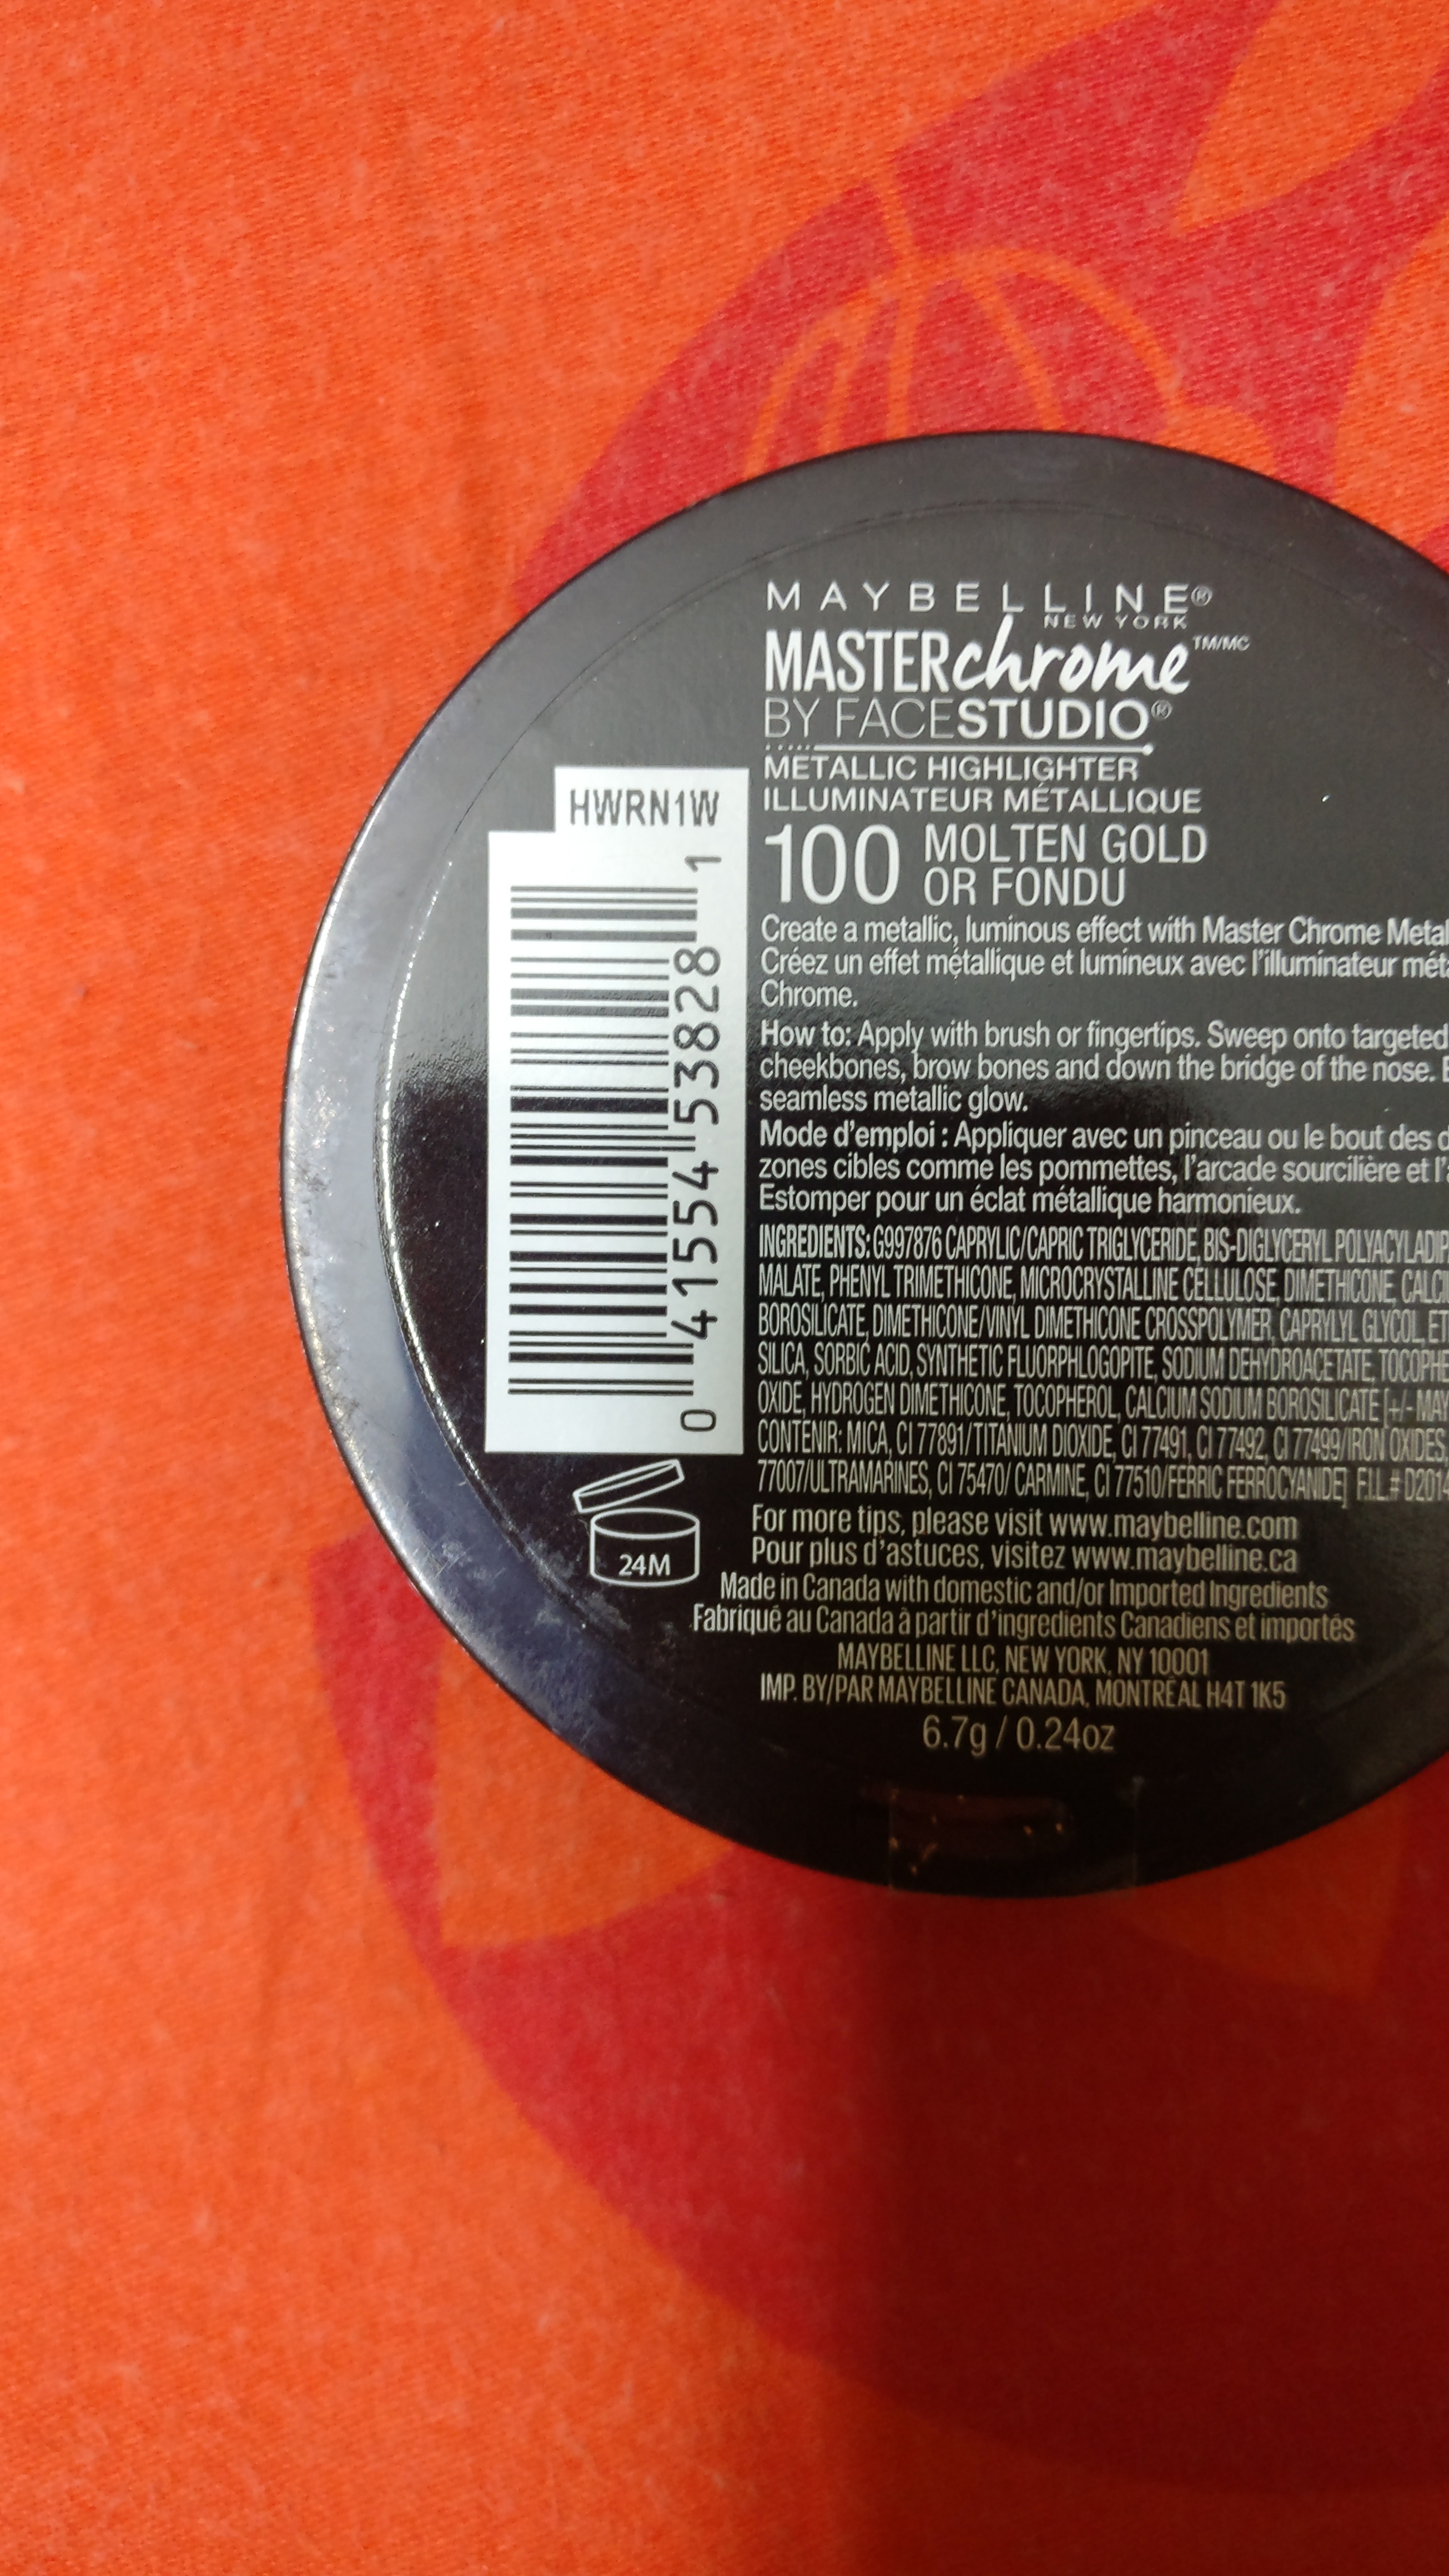 MAYBELLINE®
NEW YORK
MASTERchrome™/MC
BY FACESTUDIO®
METALLIC HIGHLIGHTER
ILLUMINATEUR MÉTALLIQUE
100 MOLTEN GOLD
OR FONDU
Create a metallic, luminous effect with Master Chrome Metal
Créez un effet métallique et lumineux avec l'illuminateur mét
Chrome.
How to: Apply with brush or fingertips. Sweep onto targeted
cheekbones, brow bones and down the bridge of the nose.
seamless metallic glow.
Mode d'emploi : Appliquer avec un pinceau ou le bout des d
zones cibles comme les pommettes, l'arcade sourcilière et l'
Estomper pour un éclat métallique harmonieux.
INGREDIENTS: G997876 CAPRYLIC/CAPRIC TRIGLYCERIDE, BIS-DIGLYCERYL POLYACYLADIP
MALATE, PHENYL TRIMETHICONE, MICROCRYSTALLINE CELLULOSE, DIMETHICONE, CALC
BOROSILICATE, DIMETHICONE/VINYL DIMETHICONE CROSSPOLYMER, CAPRYLYL GLYCOL, ET
SILICA, SORBIC ACID, SYNTHETIC FLUORPHLOGOPITE, SODIUM DEHYDROACETATE, TOCOPHE
OXIDE, HYDROGEN DIMETHICONE, TOCOPHEROL, CALCIUM SODIUM BOROSILICATE [+/- MAY
CONTENIR: MICA, CI 77891/TITANIUM DIOXIDE, CI 77491, CI 77492, CI 77499/IRON OXIDES,
77007/ULTRAMARINES, CI 75470/ CARMINE, CI 77510/FERRIC FERROCYANIDE] F.I.L.# D2014
For more tips, please visit www.maybelline.com
Pour plus d'astuces, visitez www.maybelline.ca
Made in Canada with domestic and/or Imported Ingredients
Fabriqué au Canada à partir d'ingredients Canadiens et importés
MAYBELLINE LLC, NEW YORK, NY 10001
IMP. BY/PAR MAYBELLINE CANADA, MONTRÉAL H4T 1K5
6.7g / 0.24oz
HWRN1W
0 41554 53828 1
24M